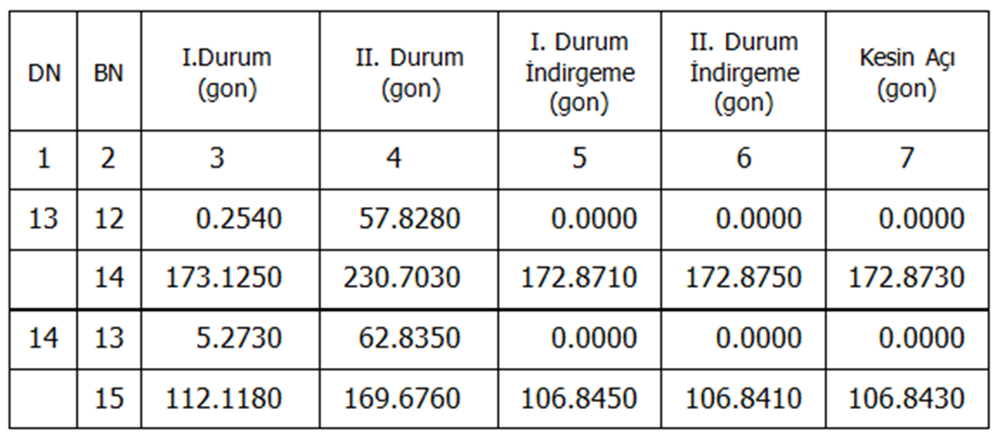 DN BN I.Durum (gon) II. Durum (gon) I. Durum İndirgeme (gon) II. Durum İndirgeme (gon) Kesin Açı (gon)
1 2 3 4 5 6 7
13 12 0.2540 57.8280 0.0000 0.0000 0.0000
14 173.1250 230.7030 172.8710 172.8750 172.8730
14 13 5.2730 62.8350 0.0000 0.0000 0.0000
15 112.1180 169.6760 106.8450 106.8410 106.8430